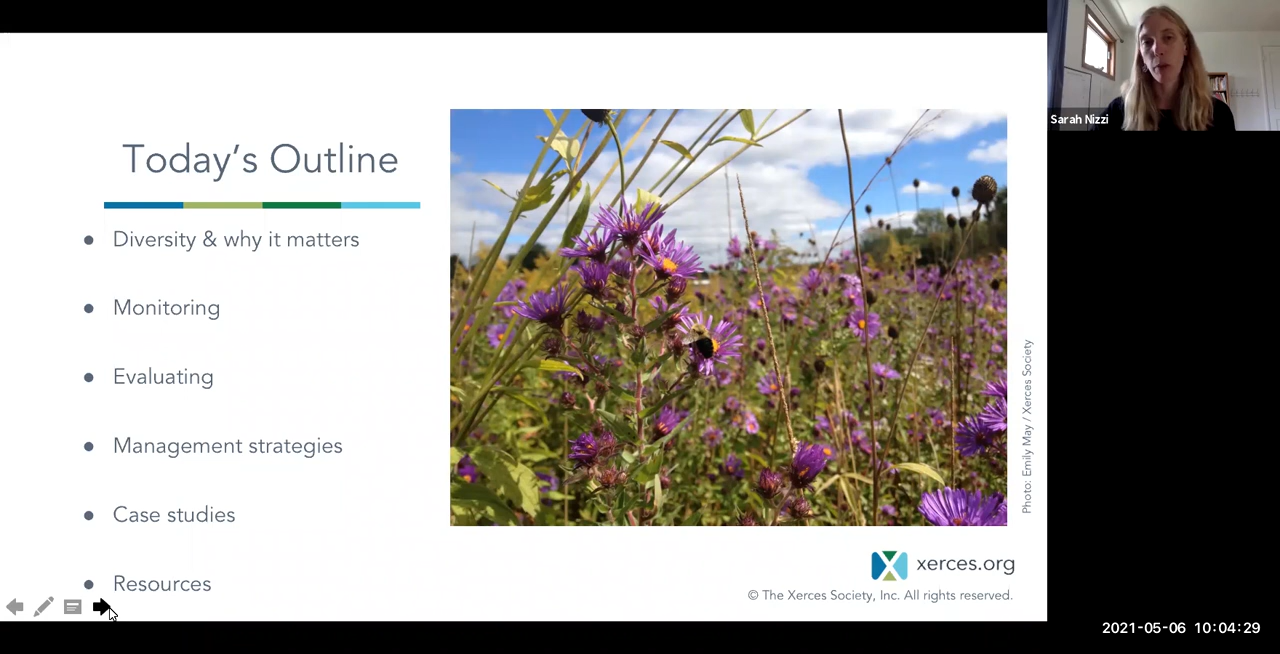 Today's Outline
● Diversity & why it matters
● Monitoring
● Evaluating
● Management strategies
● Case studies
● Resources
Photo: Emily May / Xerces Society
xerces.org
© The Xerces Society, Inc. All rights reserved.
Sarah Nizzi
2021-05-06 10:04:29